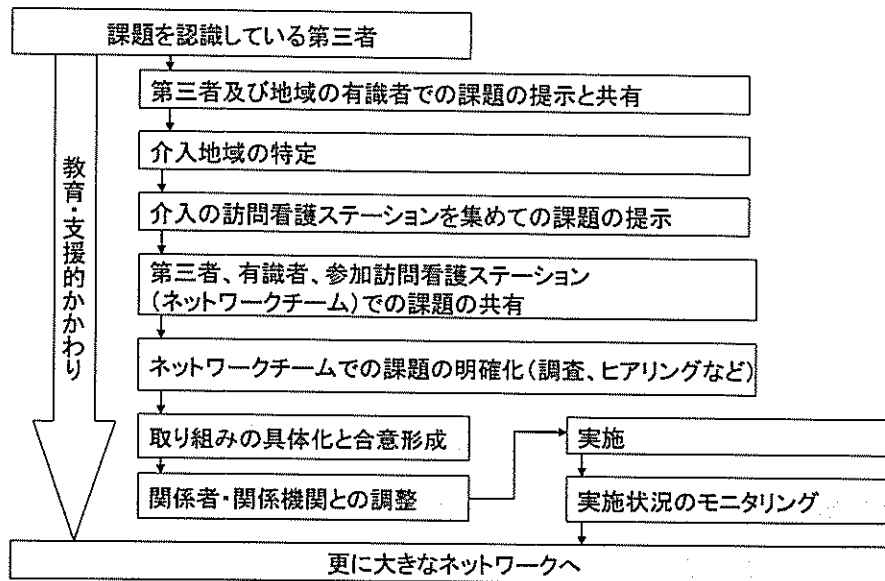 課題を認識している第三者
第三者及び地域の有識者での課題の提示と共有
介入地域の特定
介入の訪問看護ステーションを集めての課題の提示
第三者、有識者、参加訪問看護ステーション
(ネットワークチーム)での課題の共有
ネットワークチームでの課題の明確化(調査、ヒアリングなど)
取り組みの具体化と合意形成
関係者・関係機関との調整
実施
実施状況のモニタリング
教育・支援的かかわり
更に大きなネットワークへ